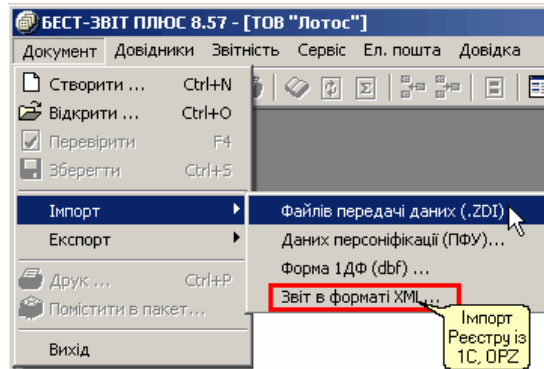 БЕСТ-ЗВІТ ПЛЮС 8.57 - [ТОВ "Лотос"]
Документ Довідники Звітність Сервіс Ел. пошта Довідка
Створити ... Ctrl+N
Відкрити ... Ctrl+O
Перевірити F4
Зберегти Ctrl+S
Імпорт
Експорт
Друк ... Ctrl+P
Помістити в пакет...
Вихід
Файлів передачі даних (.ZDI)
Даних персоніфікації (ПФУ)...
Форма 1ДФ (dbf) ...
Звіт в форматі XML...
Імпорт
Реєстру із
1С, OPZ